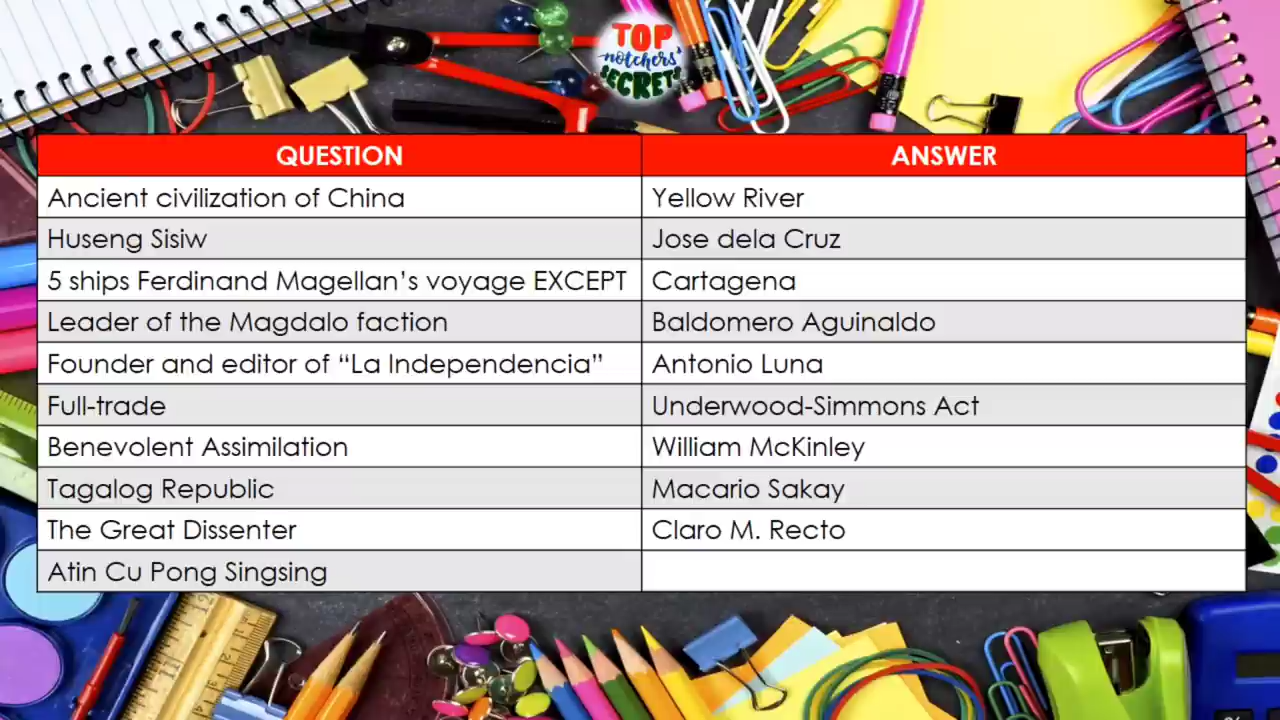 TOP
notchers'
SECRETS
QUESTION ANSWER
Ancient civilization of China Yellow River
Huseng Sisiw Jose dela Cruz
5 ships Ferdinand Magellan’s voyage EXCEPT Cartagena
Leader of the Magdalo faction Baldomero Aguinaldo
Founder and editor of “La Independencia” Antonio Luna
Full-trade Underwood-Simmons Act
Benevolent Assimilation William McKinley
Tagalog Republic Macario Sakay
The Great Dissenter Claro M. Recto
Atin Cu Pong Singsing